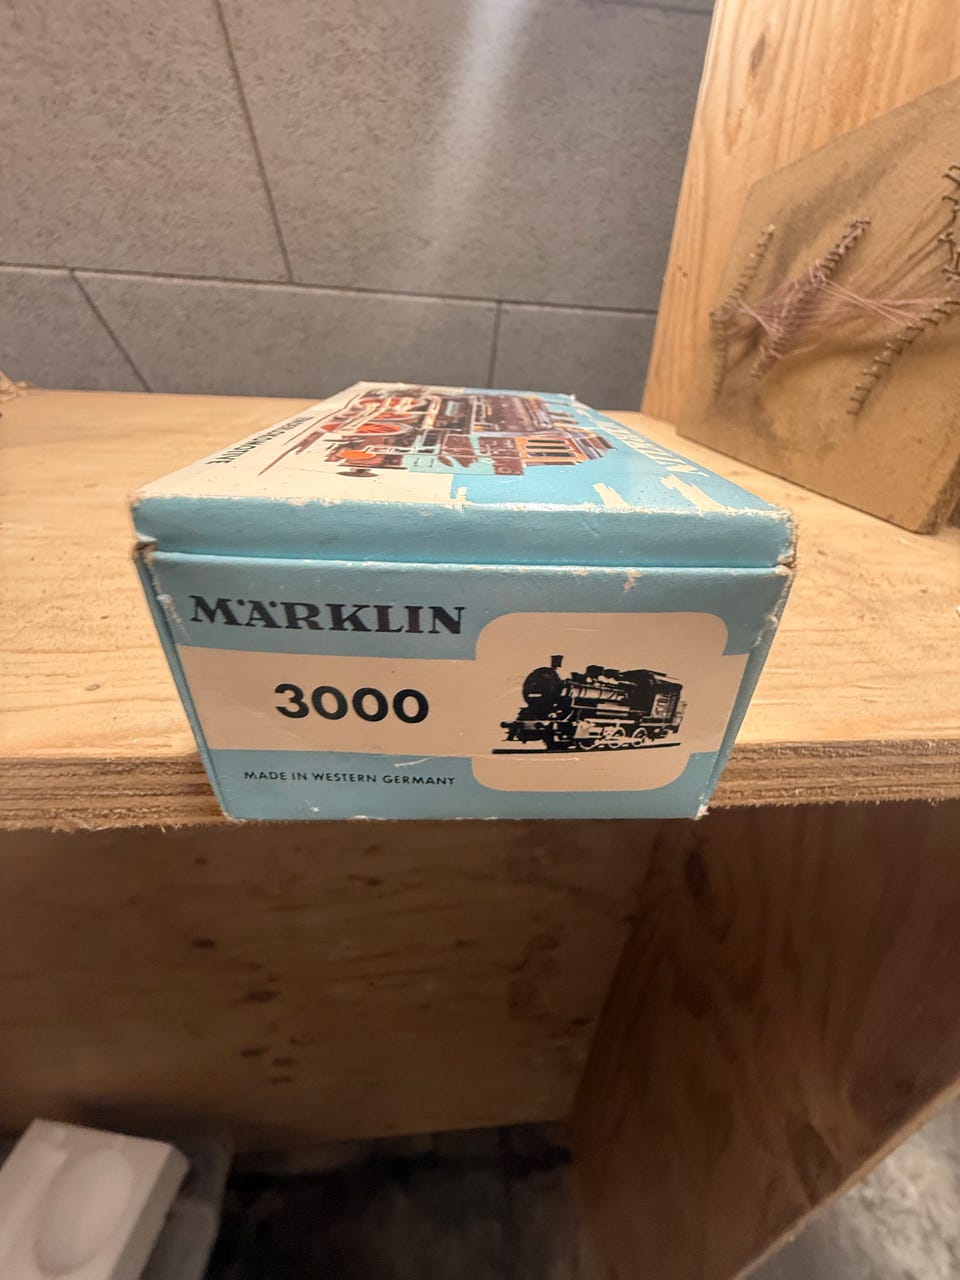 MÄRKLIN
3000
MADE IN WESTERN GERMANY